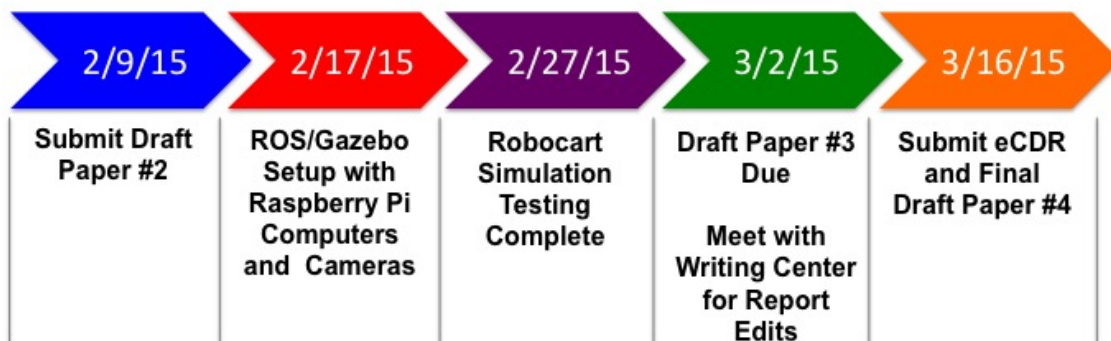 2/9/15
Submit Draft
Paper #2
2/17/15
ROS/Gazebo
Setup with
Raspberry Pi
Computers
and Cameras
2/27/15
Robocart
Simulation
Testing
Complete
3/2/15
Draft Paper #3
Due
Meet with
Writing Center
for Report
Edits
3/16/15
Submit eCDR
and Final
Draft Paper #4